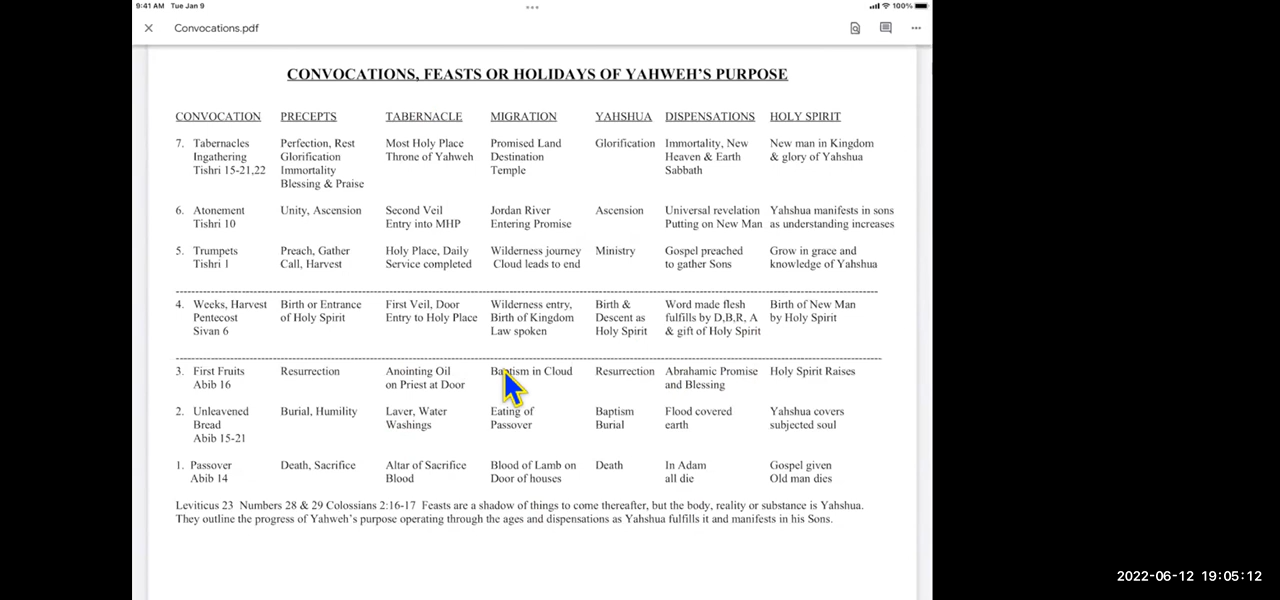 9:41 AM Tue Jan 9
100%
Convocations.pdf
CONVOCATIONS, FEASTS OR HOLIDAYS OF YAHWEH'S PURPOSE
CONVOCATION PRECEPTS TABERNACLE MIGRATION YAHSHUA DISPENSATIONS HOLY SPIRIT
7. Tabernacles Perfection, Rest Most Holy Place Promised Land Glorification Immortality, New New man in Kingdom
Ingathering Glorification Throne of Yahweh Destination Heaven & Earth & glory of Yahshua
Tishri 15-21,22 Immortality Temple Sabbath
Blessing & Praise
6. Atonement Unity, Ascension Second Veil Jordan River Ascension Universal revelation Yahshua manifests in sons
Tishri 10 Entry into MHP Entering Promise Putting on New Man as understanding increases
5. Trumpets Preach, Gather Holy Place, Daily Wilderness journey Ministry Gospel preached Grow in grace and
Tishri 1 Call, Harvest Service completed Cloud leads to end to gather Sons knowledge of Yahshua
4. Weeks, Harvest Birth or Entrance First Veil, Door Wilderness entry, Birth & Word made flesh Birth of New Man
Pentecost of Holy Spirit Entry to Holy Place Birth of Kingdom Descent as fulfills by D,B,R, A by Holy Spirit
Sivan 6 Law spoken Holy Spirit & gift of Holy Spirit
3. First Fruits Resurrection Anointing Oil Baptism in Cloud Resurrection Abrahamic Promise Holy Spirit Raises
Abib 16 on Priest at Door and Blessing
2. Unleavened Burial, Humility Laver, Water Eating of Baptism Flood covered Yahshua covers
Bread Washings Passover Burial earth subjected soul
Abib 15-21
1. Passover Death, Sacrifice Altar of Sacrifice Blood of Lamb on Death In Adam Gospel given
Abib 14 Blood Door of houses all die Old man dies
Leviticus 23 Numbers 28 & 29 Colossians 2:16-17 Feasts are a shadow of things to come thereafter, but the body, reality or substance is Yahshua.
They outline the progress of Yahweh's purpose operating through the ages and dispensations as Yahshua fulfills it and manifests in his Sons.
2022-06-12 19:05:12